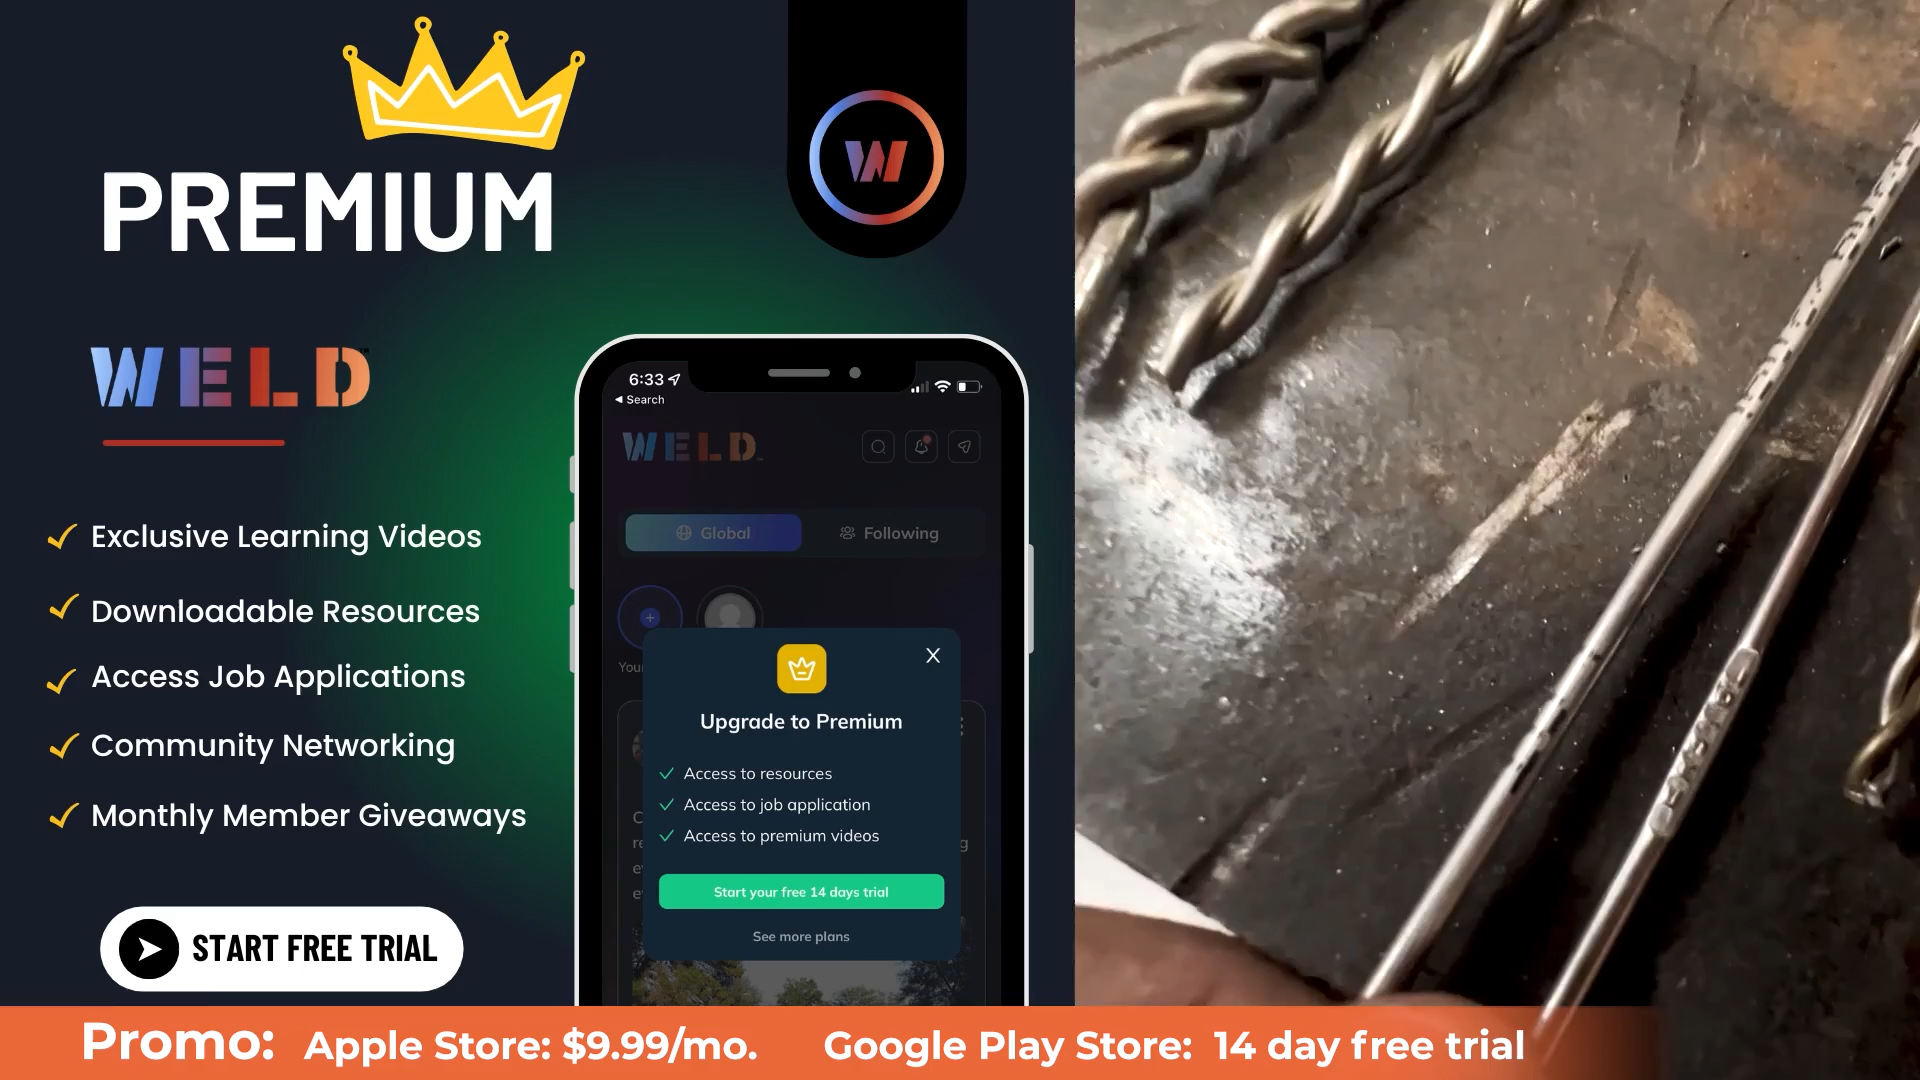 PREMIUM
W
WELD
Exclusive Learning Videos
Downloadable Resources
Access Job Applications
Community Networking
Monthly Member Giveaways
START FREE TRIAL
6:33
Search
WELD
Global
Following
You
Upgrade to Premium
X
Access to resources
Access to job application
Access to premium videos
Start your free 14 days trial
See more plans
Promo: Apple Store: $9.99/mo. Google Play Store: 14 day free trial